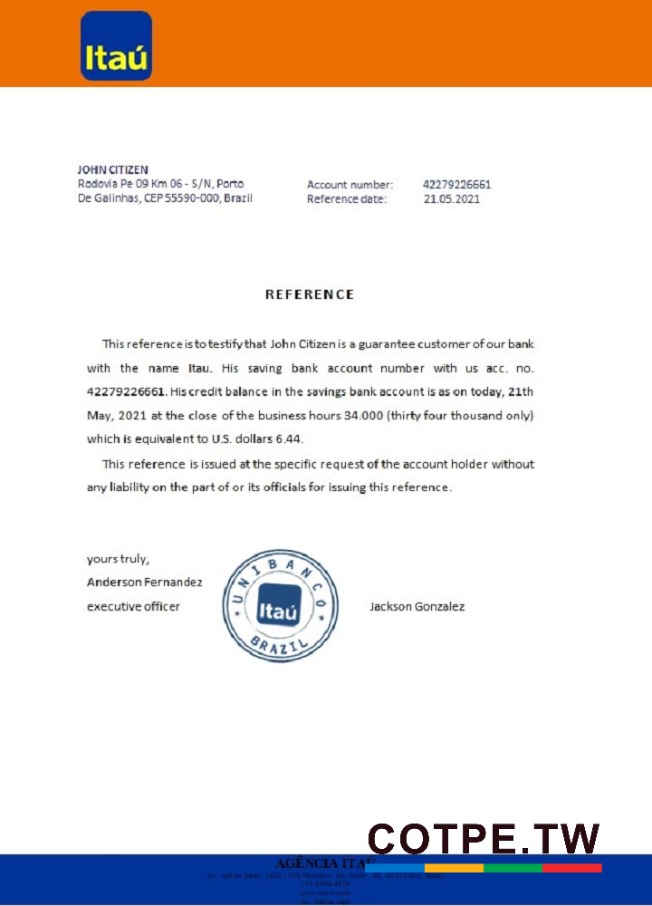 Itaú
JOHN CITIZEN
Rodovia Pe 09 Km 06 - S/N, Porto
De Galinhas, CEP 55590-000, Brazil
Account number: 42279226661
Reference date: 21.05.2021
REFERENCE
This reference is to testify that John Citizen is a guarantee customer of our bank
with the name Itau. His saving bank account number with us acc. no.
42279226661. His credit balance in the savings bank account is as on today, 21th
May, 2021 at the close of the business hours 34.000 (thirty four thousand only)
which is equivalent to U.S. dollars 6.44.
This reference is issued at the specific request of the account holder without
any liability on the part of or its officials for issuing this reference.
yours truly,
Anderson Fernandez
executive officer
UNIBANCO
Itaú
BRAZIL
Jackson Gonzalez
COTPE.TW
AGÊNCIA ITAÚ